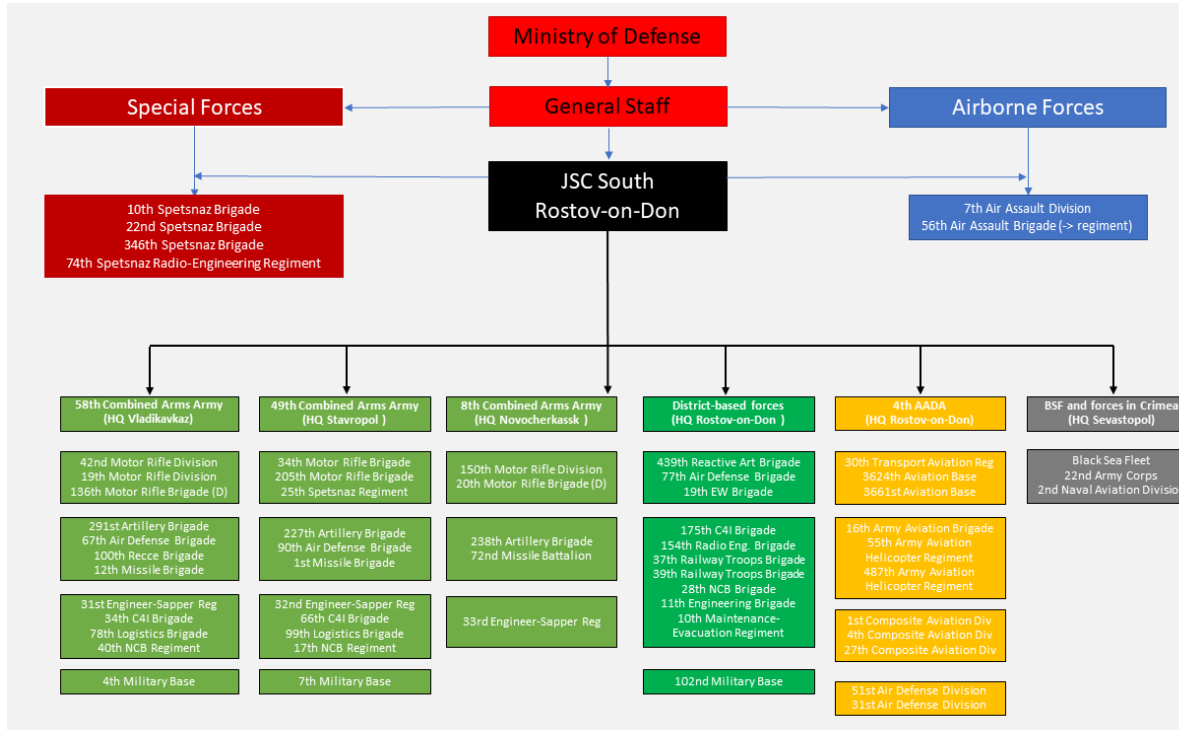 Ministry of Defense
Special Forces
General Staff
Airborne Forces
JSC South
Rostov-on-Don
10th Spetsnaz Brigade
22nd Spetsnaz Brigade
346th Spetsnaz Brigade
74th Spetsnaz Radio-Engineering Regiment
7th Air Assault Division
56th Air Assault Brigade (-> regiment)
58th Combined Arms Army
(HQ Vladikavkaz)
42nd Motor Rifle Division
19th Motor Rifle Division
136th Motor Rifle Brigade (D)
291st Artillery Brigade
67th Air Defense Brigade
100th Recce Brigade
12th Missile Brigade
31st Engineer-Sapper Reg
34th C4I Brigade
78th Logistics Brigade
40th NCB Regiment
4th Military Base
49th Combined Arms Army
(HQ Stavropol )
34th Motor Rifle Brigade
205th Motor Rifle Brigade
25th Spetsnaz Regiment
227th Artillery Brigade
90th Air Defense Brigade
1st Missile Brigade
32nd Engineer-Sapper Reg
66th C4I Brigade
99th Logistics Brigade
17th NCB Regiment
7th Military Base
8th Combined Arms Army
(HQ Novocherkassk )
150th Motor Rifle Division
20th Motor Rifle Brigade (D)
238th Artillery Brigade
72nd Missile Battalion
33rd Engineer-Sapper Reg
District-based forces
(HQ Rostov-on-Don )
439th Reactive Art Brigade
77th Air Defense Brigade
19th EW Brigade
175th C4I Brigade
154th Radio Eng. Brigade
37th Railway Troops Brigade
39th Railway Troops Brigade
28th NCB Brigade
11th Engineering Brigade
10th Maintenance-
Evacuation Regiment
102nd Military Base
4th AADA
(HQ Rostov-on-Don)
30th Transport Aviation Reg
3624th Aviation Base
3661st Aviation Base
16th Army Aviation Brigade
55th Army Aviation
Helicopter Regiment
487th Army Aviation
Helicopter Regiment
1st Composite Aviation Div
4th Composite Aviation Div
27th Composite Aviation Div
51st Air Defense Division
31st Air Defense Division
BSF and forces in Crimea
(HQ Sevastopol)
Black Sea Fleet
22nd Army Corps
2nd Naval Aviation Division